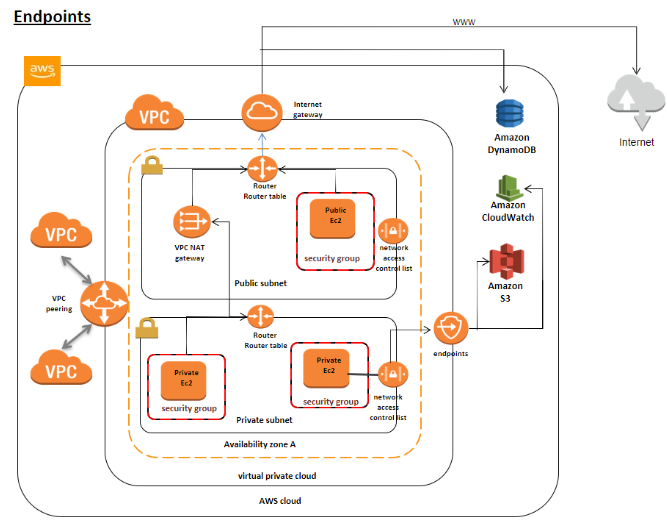 Endpoints
www
aws
VPC
Internet
gateway
Amazon
DynamoDB
Internet
Router
Router table
Public
Ec2
Amazon
CloudWatch
VPC
VPC NAT
gateway
security group
network
access
control list
Public subnet
Amazon
S3
VPC
peering
Router
Router table
endpoints
VPC
Private
Ec2
security group
Private
Ec2
security group
network
access
control list
Private subnet
Availability zone A
virtual private cloud
AWS cloud